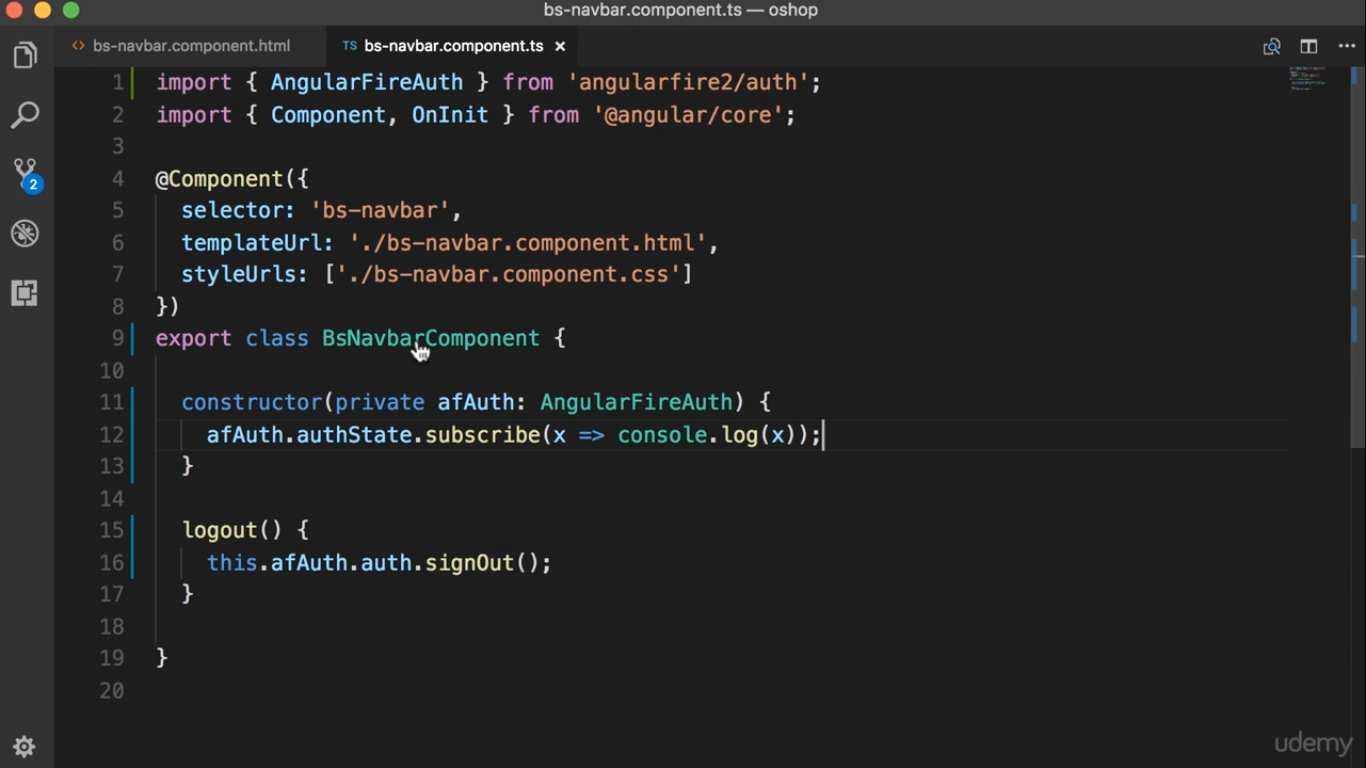 bs-navbar.component.ts — oshop
<> bs-navbar.component.html TS bs-navbar.component.ts ×
1 import { AngularFireAuth } from 'angularfire2/auth';
2 import { Component, OnInit } from '@angular/core';
3
4 @Component({
5   selector: 'bs-navbar',
6   templateUrl: './bs-navbar.component.html',
7   styleUrls: ['./bs-navbar.component.css']
8 })
9 export class BsNavbarComponent {
10
11   constructor(private afAuth: AngularFireAuth) {
12     afAuth.authState.subscribe(x => console.log(x));
13   }
14
15   logout() {
16     this.afAuth.auth.signOut();
17   }
18
19 }
20
2
udemy